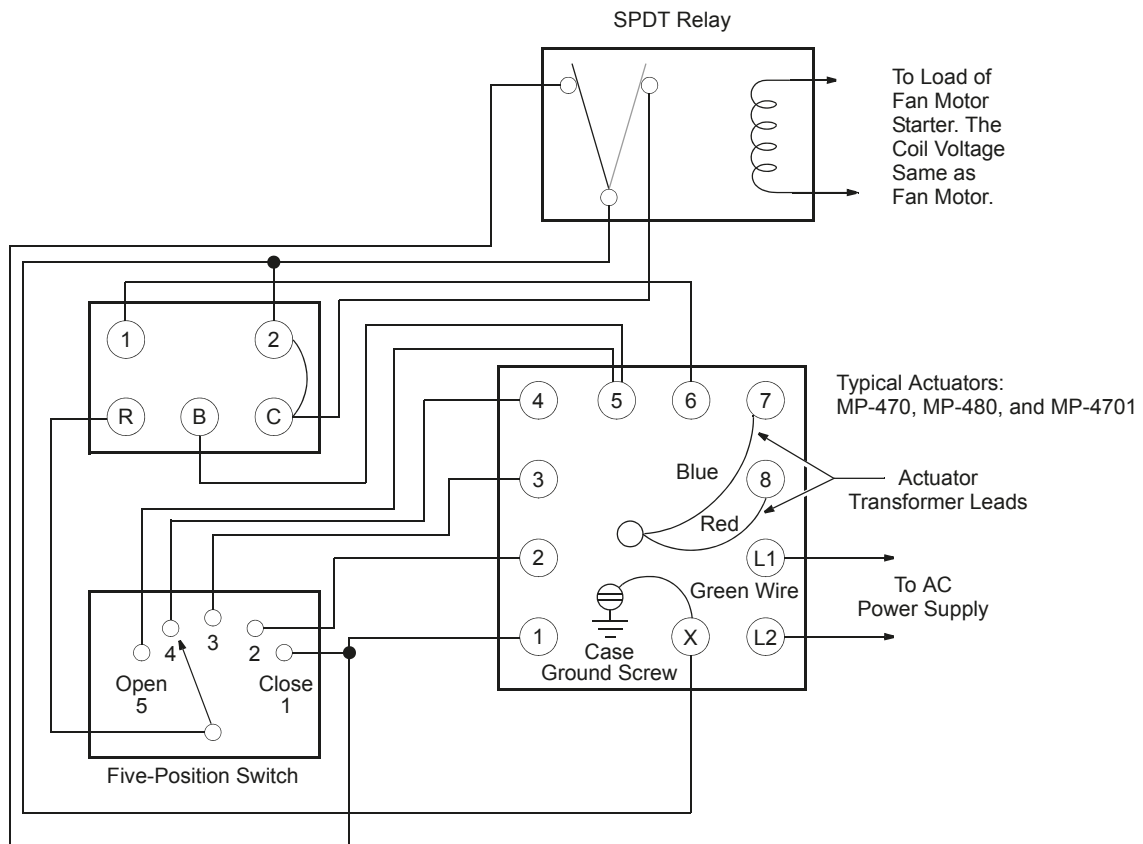 SPDT Relay
To Load of
Fan Motor
Starter. The
Coil Voltage
Same as
Fan Motor.
1
2
R
B
C
4
5
6
7
Typical Actuators:
MP-470, MP-480, and MP-4701
3
Blue
8
Actuator
Transformer Leads
Red
2
L1
Green Wire
To AC
Power Supply
1
X
L2
Case
Ground Screw
3
4
2
Open
5
Close
1
Five-Position Switch